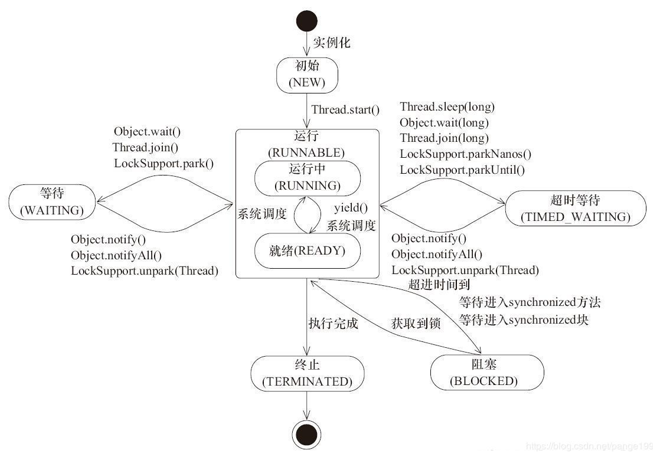 实例化
初始
(NEW)
Thread.start()
Object.wait()
Thread.join()
LockSupport.park()
Thread.sleep(long)
Object.wait(long)
Thread.join(long)
LockSupport.parkNanos()
LockSupport.parkUntil()
运行
(RUNNABLE)
运行中
(RUNNING)
等待
(WAITING)
超时等待
(TIMED_WAITING)
系统调度
yield()
系统调度
就绪(READY)
Object.notify()
Object.notifyAll()
LockSupport.unpark(Thread)
Object.notify()
Object.notifyAll()
LockSupport.unpark(Thread)
超进时间到
等待进入synchronized方法
等待进入synchronized块
执行完成
获取到锁
终止
(TERMINATED)
阻塞
(BLOCKED)